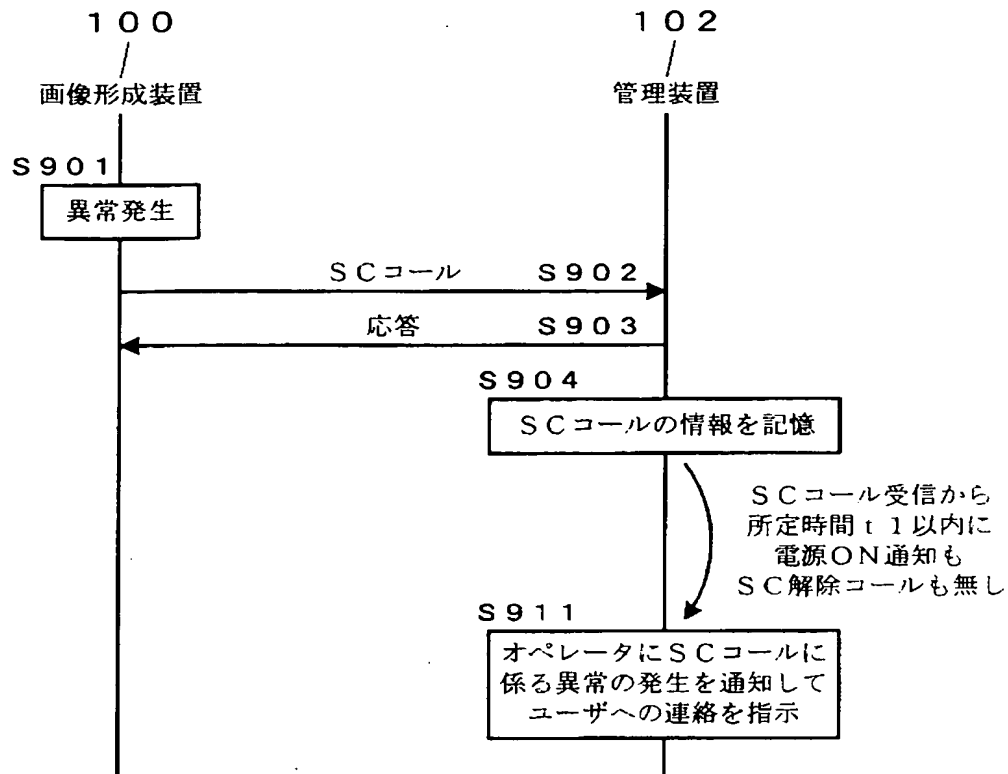 １００
１０２
画像形成装置
管理装置
Ｓ９０１
異常発生
ＳＣコール
Ｓ９０２
応答
Ｓ９０３
Ｓ９０４
ＳＣコールの情報を記憶
ＳＣコール受信から
所定時間ｔ１以内に
電源ＯＮ通知も
ＳＣ解除コールも無し
Ｓ９１１
オペレータにＳＣコールに
係る異常の発生を通知して
ユーザへの連絡を指示